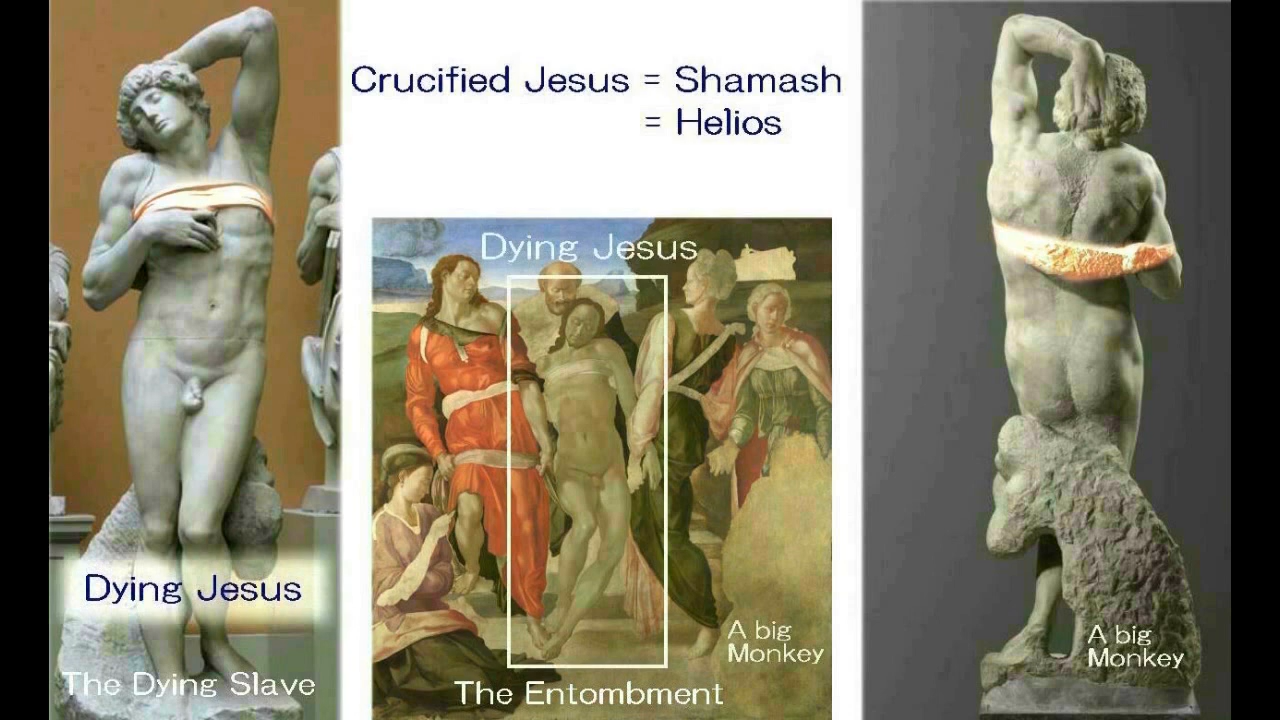 Crucified Jesus = Shamash
= Helios
Dying Jesus
Dying Jesus
The Dying Slave
A big
Monkey
The Entombment
A big
Monkey